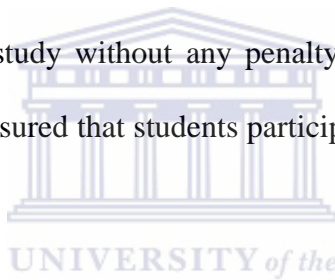 study without any penalty
sured that students particip
UNIVERSITY of the